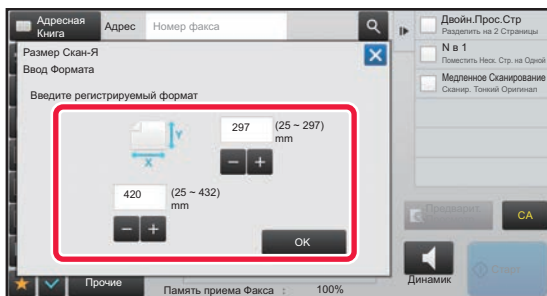 Адресная
Книга
Адрес
Номер факса
Размер Скан-Я
Ввод Формата
Введите регистрируемый формат
Y
X
297
(25 ~ 297)
mm
420
(25 ~ 432)
mm
OK
Прочие
Память приема Факса : 100%
Двойн.Прос.Стр
Разделить на 2 Страницы
N в 1
Поместить Неск. Стр. на Одной
Медленное Сканирование
Сканир. Тонкий Оригинал
Предварит
CA
Динамик
Старт